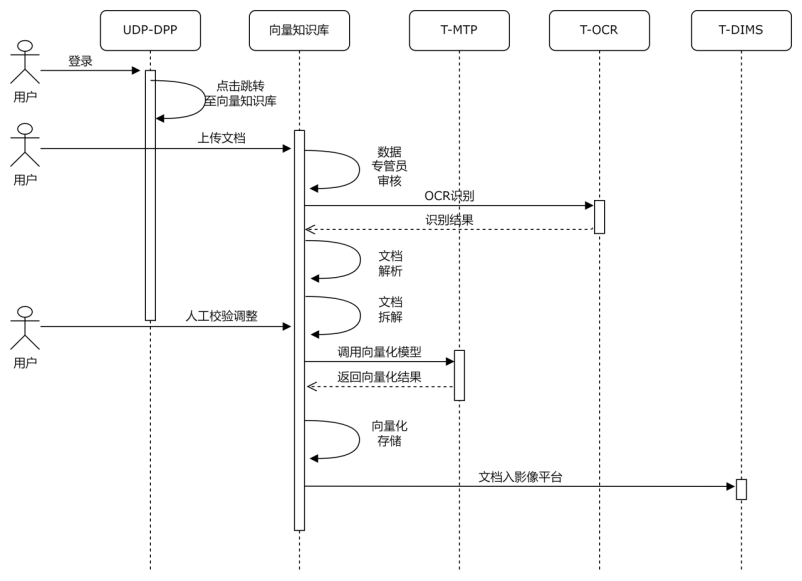 UDP-DPP
向量知识库
T-MTP
T-OCR
T-DIMS
登录
用户
点击跳转
至向量知识库
上传文档
用户
数据
专管员
审核
OCR识别
识别结果
文档
解析
文档
拆解
人工校验调整
用户
调用向量化模型
返回向量化结果
向量化
存储
文档入影像平台